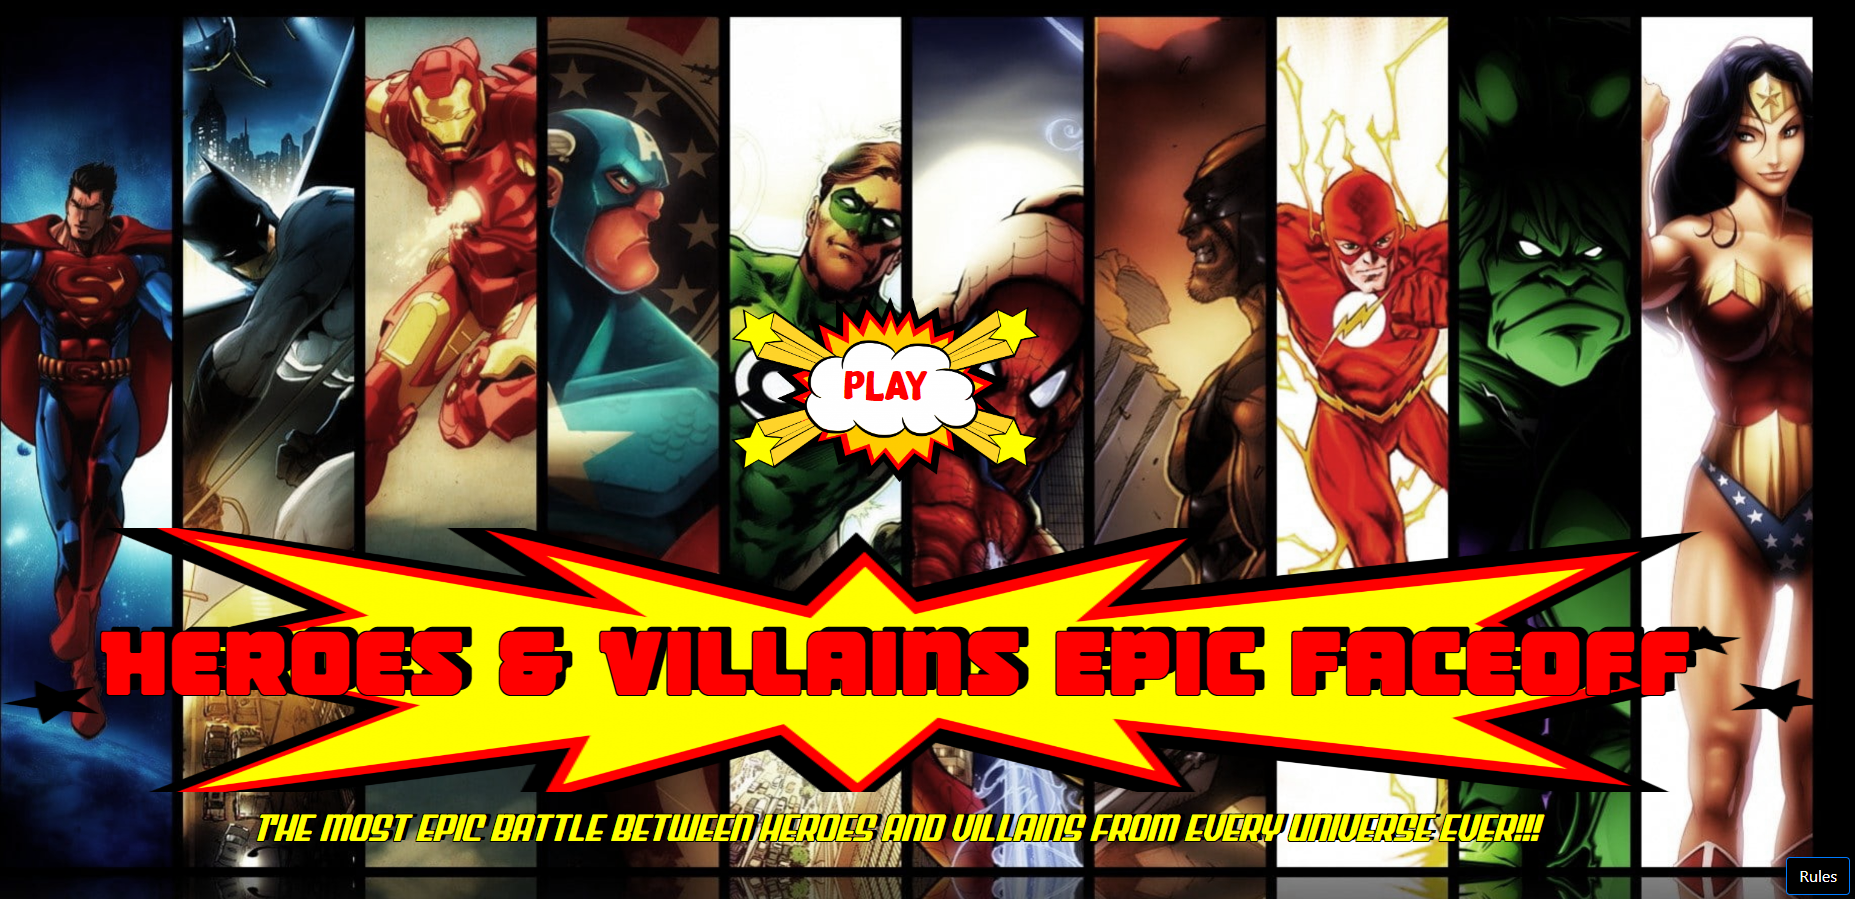 PLAY
HEROES & VILLAINS EPIC FACEOFF
THE MOST EPIC BATTLE BETWEEN HEROES AND VILLAINS FROM EVERY UNIVERSE EVER!!!
Rules